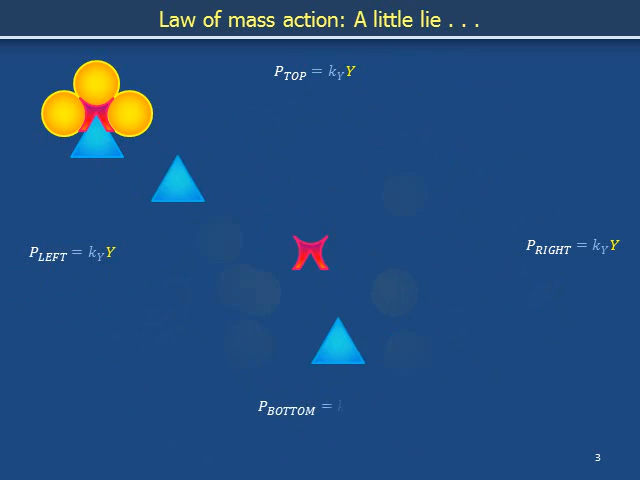 Law of mass action: A little lie . . .
P_TOP = k_Y Y
P_LEFT = k_Y Y
P_RIGHT = k_Y Y
P_BOTTOM = k
3